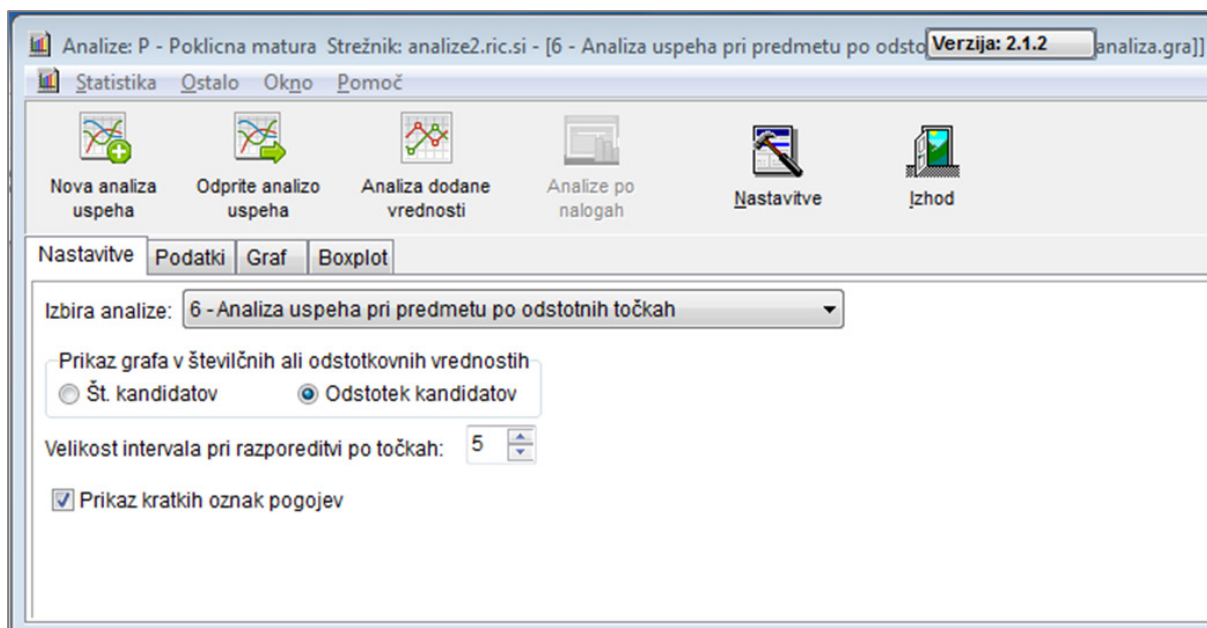 Analize: P - Poklicna matura Strežnik: analize2.ric.si - [6 - Analiza uspeha pri predmetu po odsto Verzija: 2.1.2 analiza.gra]]
Statistika Ostalo Okno Pomoč
Nova analiza Odprite analizo Analiza dodane Analize po Nastavitve Izhod
uspeha uspeha vrednosti nalogah
Nastavitve Podatki Graf Boxplot
Izbira analize: 6 - Analiza uspeha pri predmetu po odstotnih točkah
Prikaz grafa v številčnih ali odstotkovnih vrednostih
Št. kandidatov Odstotek kandidatov
Velikost intervala pri razporeditvi po točkah: 5
Prikaz kratkih oznak pogojev